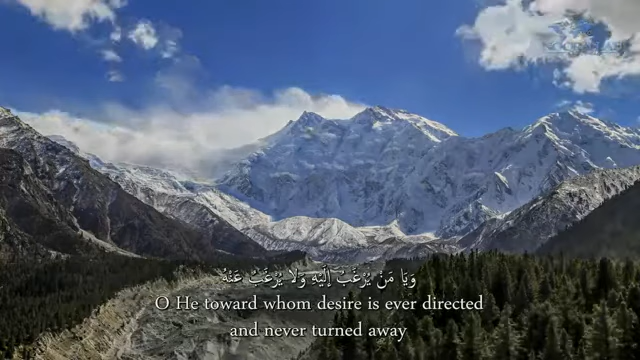 وَيَا مَنْ يُرْغَبُ إِلَيْهِ وَلَا يُرْغَبُ عَنْهُ
O He toward whom desire is ever directed
and never turned away